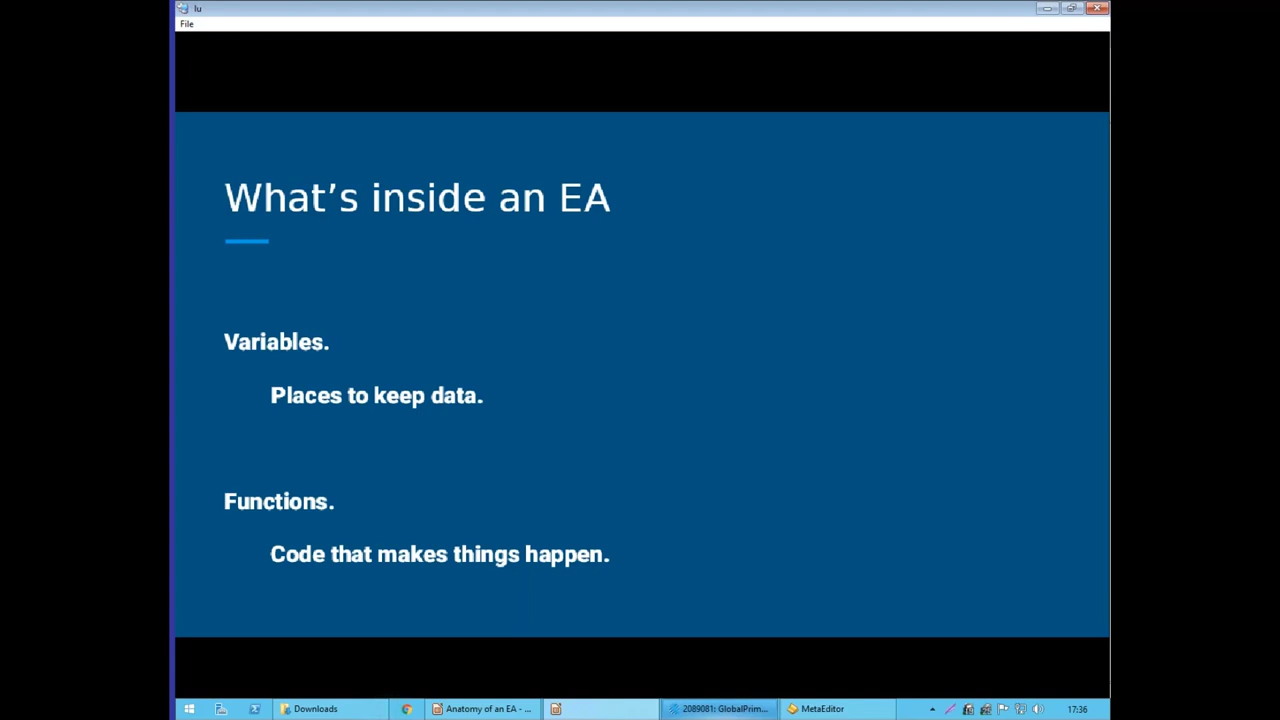 lu
File
What’s inside an EA
Variables.
Places to keep data.
Functions.
Code that makes things happen.
Downloads
Anatomy of an EA - ...
2089081: GlobalPrim...
MetaEditor
17:36